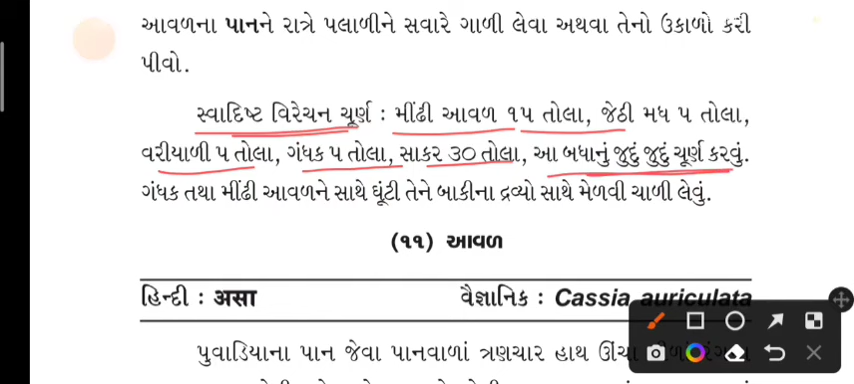 આવળના પાનને રાત્રે પલાળીને સવારે ગાળી લેવા અથવા તેનો ઉકાળો કરી
પીવો.
સ્વાદિષ્ટ વિરેચન ચૂર્ણ : મીંઢી આવળ ૧૫ તોલા, જેઠી મધ ૫ તોલા,
વરીયાળી ૫ તોલા, ગંધક ૫ તોલા, સાકર ૩૦ તોલા, આ બધાનું જુદું જુદું ચૂર્ણ કરવું.
ગંધક તથા મીંઢી આવળને સાથે ઘૂંટી તેને બાકીના દ્રવ્યો સાથે મેળવી ચાળી લેવું.
(૧૧) આવળ
હિન્દી : असा વૈજ્ઞાનિક : Cassia auriculata
પુવાડિયાના પાન જેવા પાનવાળાં ત્રણચાર હાથ ઊંચા